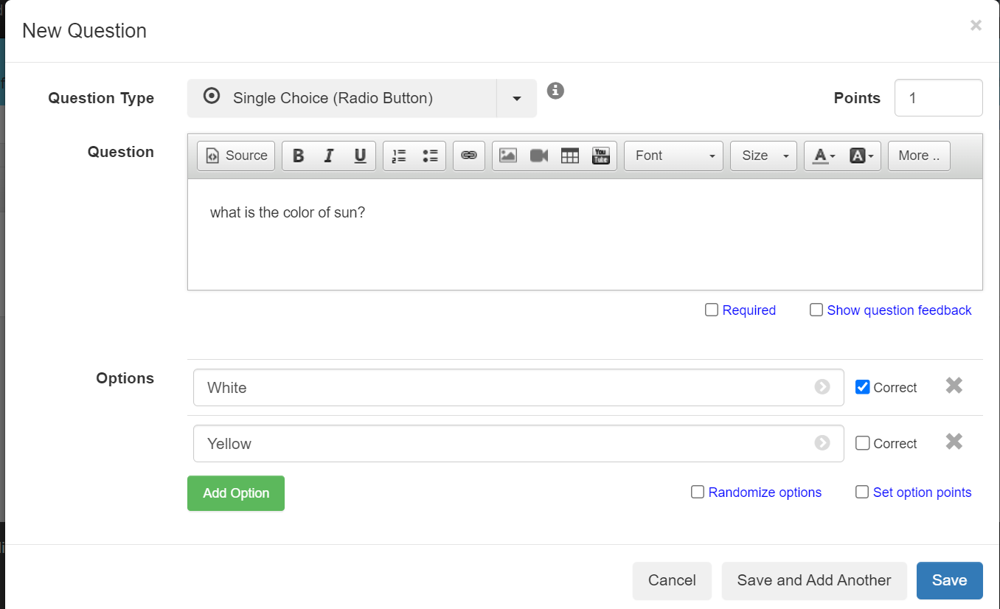 New Question ×
Question Type Single Choice (Radio Button) Points 1
Question Source B I U Font Size A A More ..
You Tube
what is the color of sun?
Required Show question feedback
Options White Correct
Yellow Correct
Add Option Randomize options Set option points
Cancel Save and Add Another Save